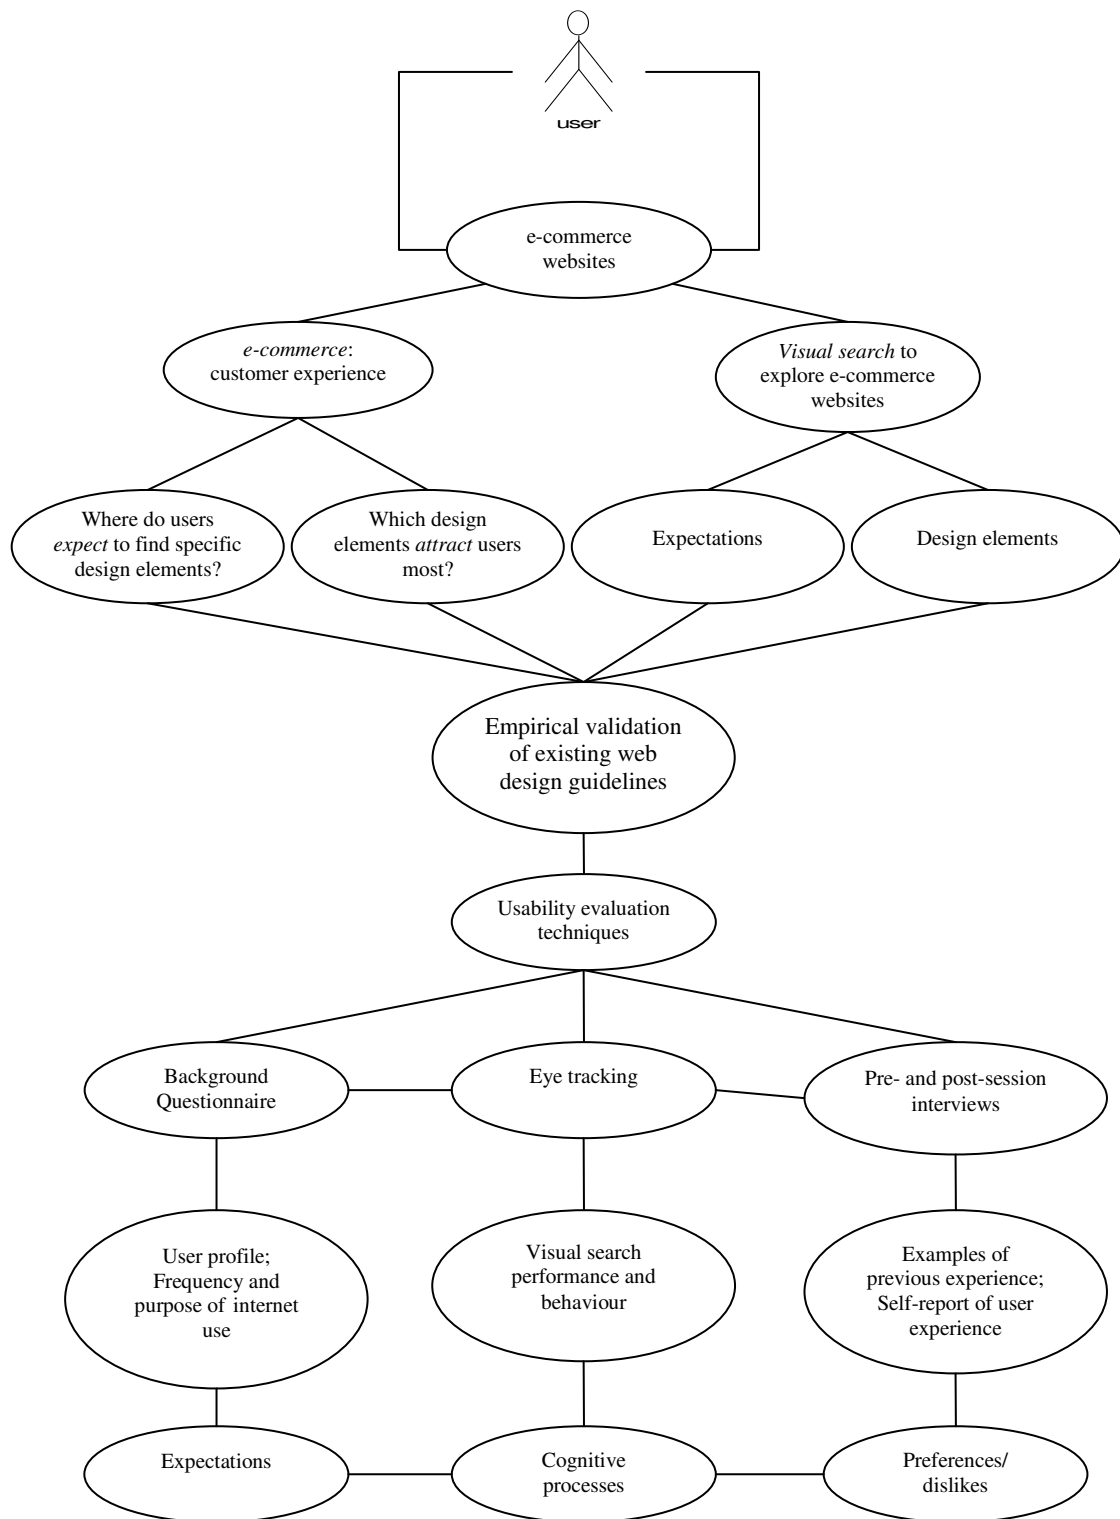 user
e-commerce
websites
e-commerce:
customer experience
Visual search to
explore e-commerce
websites
Where do users
expect to find specific
design elements?
Which design
elements attract users
most?
Expectations
Design elements
Empirical validation
of existing web
design guidelines
Usability evaluation
techniques
Background
Questionnaire
Eye tracking
Pre- and post-session
interviews
User profile;
Frequency and
purpose of internet
use
Visual search
performance and
behaviour
Examples of
previous experience;
Self-report of user
experience
Expectations
Cognitive
processes
Preferences/
dislikes